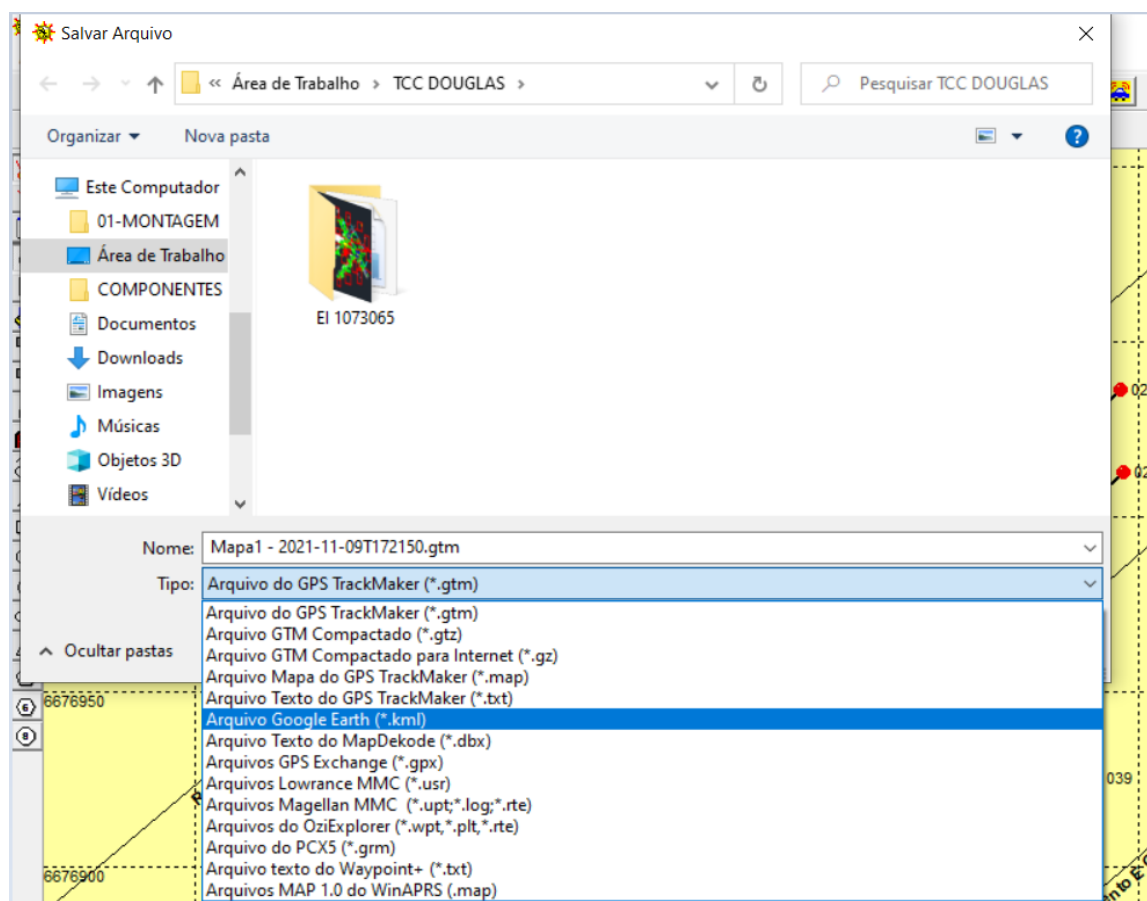 Salvar Arquivo
« Área de Trabalho › TCC DOUGLAS ›
Pesquisar TCC DOUGLAS
Organizar
Nova pasta
Este Computador
01-MONTAGEM
Área de Trabalho
COMPONENTES
Documentos
Downloads
Imagens
Músicas
Objetos 3D
Vídeos
EI 1073065
Nome: Mapa1 - 2021-11-09T172150.gtm
Tipo: Arquivo do GPS TrackMaker (*.gtm)
Arquivo do GPS TrackMaker (*.gtm)
Arquivo GTM Compactado (*.gtz)
Arquivo GTM Compactado para Internet (*.gz)
Arquivo Mapa do GPS TrackMaker (*.map)
Arquivo Texto do GPS TrackMaker (*.txt)
Arquivo Google Earth (*.kml)
Arquivo Texto do MapDekode (*.dbx)
Arquivos GPS Exchange (*.gpx)
Arquivos Lowrance MMC (*.usr)
Arquivos Magellan MMC (*.upt;*.log;*.rte)
Arquivos do OziExplorer (*.wpt,*.plt,*.rte)
Arquivo do PCX5 (*.grm)
Arquivo texto do Waypoint+ (*.txt)
Arquivos MAP 1.0 do WinAPRS (.map)
Ocultar pastas
02
02
6676950
039
6676900